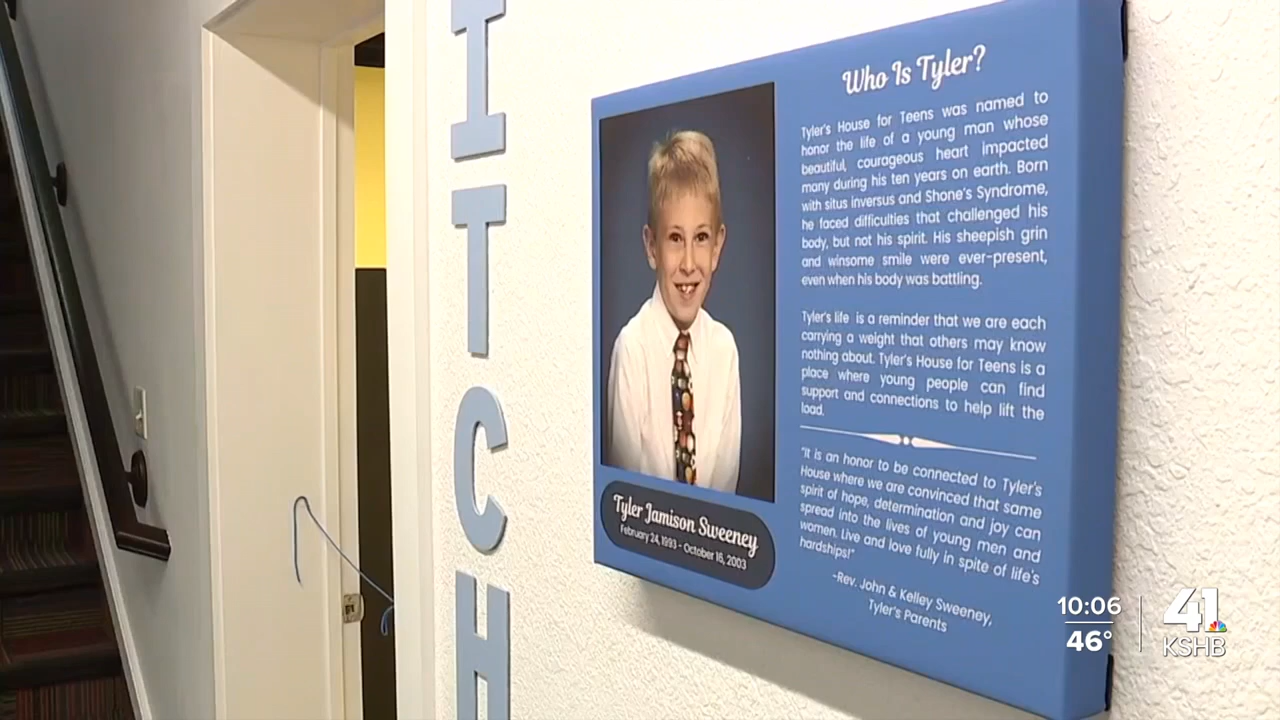 ITCH
Who Is Tyler?
Tyler's House for Teens was named to
honor the life of a young man whose
beautiful, courageous heart impacted
many during his ten years on earth. Born
with situs inversus and Shone's Syndrome,
he faced difficulties that challenged his
body, but not his spirit. His sheepish grin
and winsome smile were ever-present,
even when his body was battling.
Tyler's life is a reminder that we are each
carrying a weight that others may know
nothing about. Tyler's House for Teens is a
place where young people can find
support and connections to help lift the
load.
"It is an honor to be connected to Tyler's
House where we are convinced that same
spirit of hope, determination and joy can
spread into the lives of young men and
women. Live and love fully in spite of life's
hardships!"
-Rev. John & Kelley Sweeney,
Tyler's Parents
Tyler Jamison Sweeney
February 24, 1993 - October 16, 2003
10:06
46°
41
KSHB